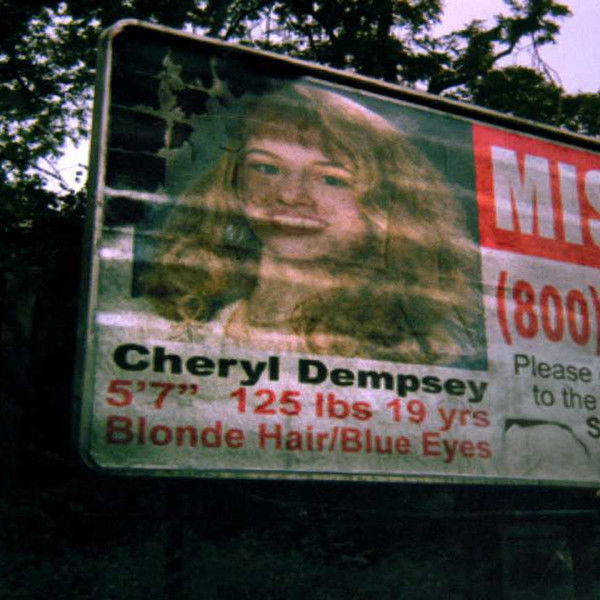 Cheryl Dempsey
5'7" 125 lbs 19 yrs
Blonde Hair/Blue Eyes
MIS
(800)
Please
to the
S